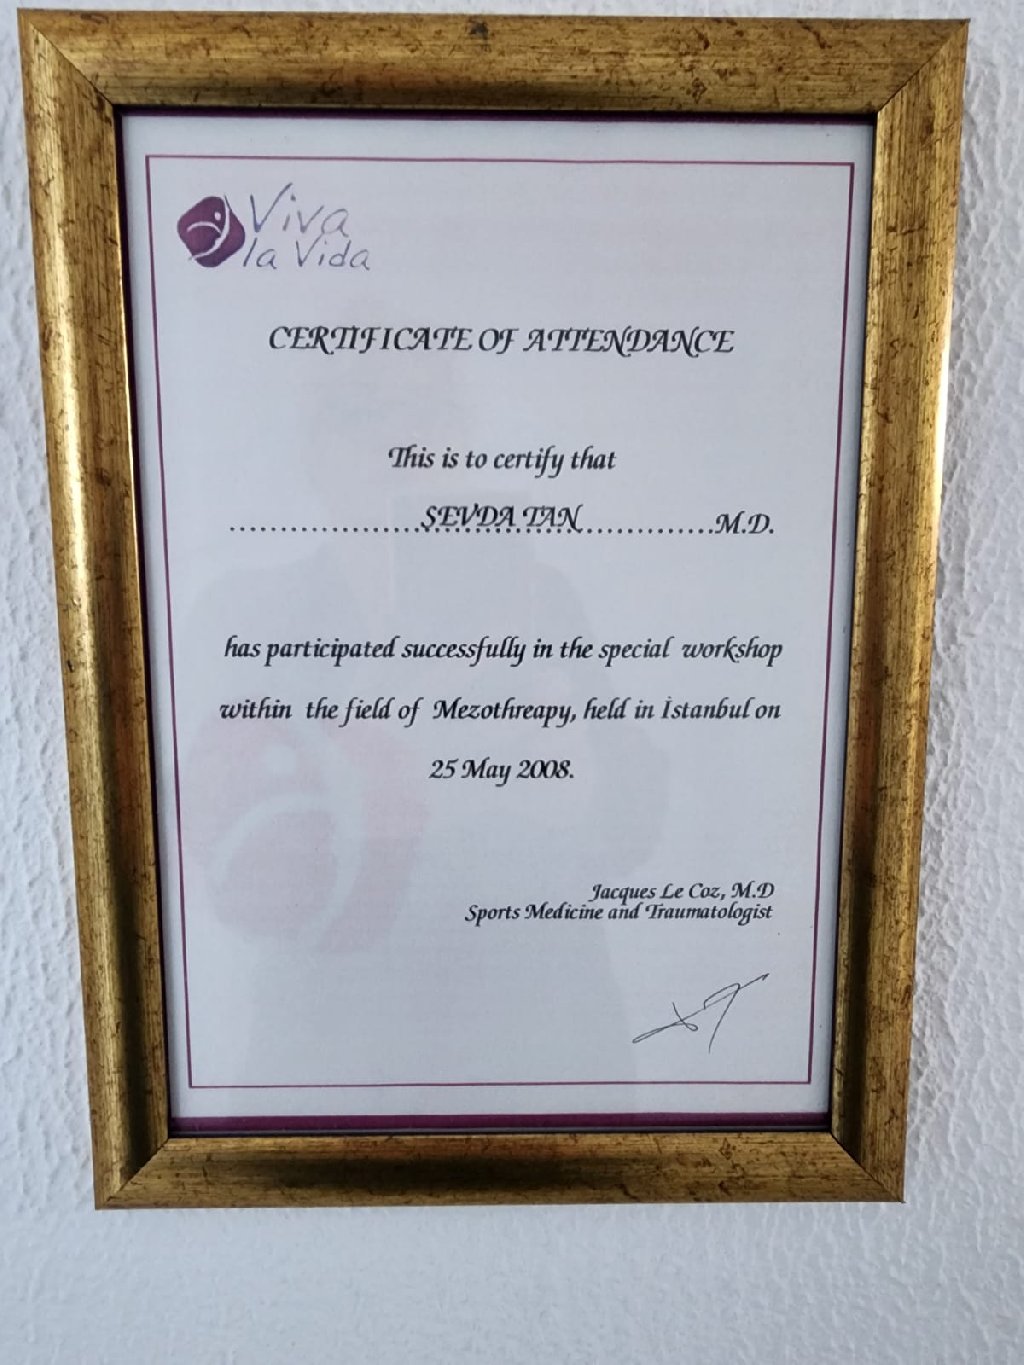 Viva
la Vida
CERTIFICATE OF ATTENDANCE
This is to certify that
..................SEVDA TAN.............M.D.
has participated successfully in the special workshop
within the field of Mezothreapy, held in İstanbul on
25 May 2008.
Jacques Le Coz, M.D
Sports Medicine and Traumatologist